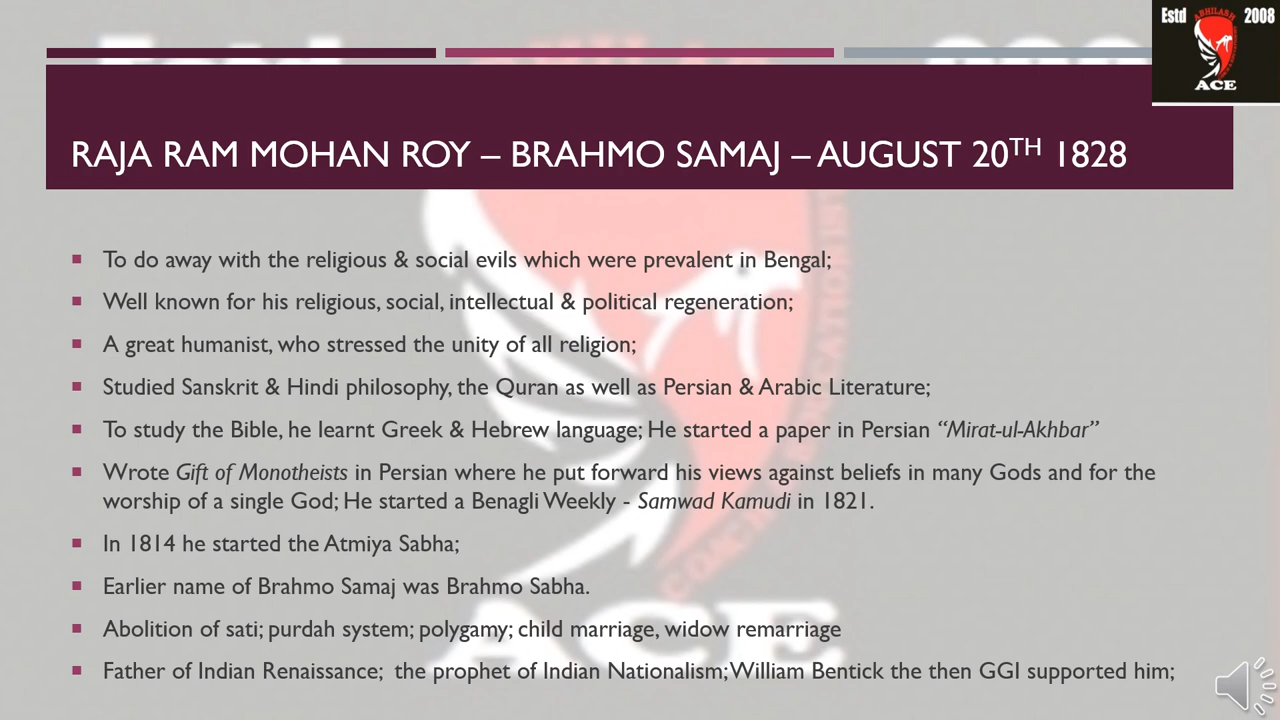 Estd 2008
ABHILASH
ACE
RAJA RAM MOHAN ROY – BRAHMO SAMAJ – AUGUST 20TH 1828
To do away with the religious & social evils which were prevalent in Bengal;
Well known for his religious, social, intellectual & political regeneration;
A great humanist, who stressed the unity of all religion;
Studied Sanskrit & Hindi philosophy, the Quran as well as Persian & Arabic Literature;
To study the Bible, he learnt Greek & Hebrew language; He started a paper in Persian “Mirat-ul-Akhbar”
Wrote Gift of Monotheists in Persian where he put forward his views against beliefs in many Gods and for the
worship of a single God; He started a Benagli Weekly - Samwad Kamudi in 1821.
In 1814 he started the Atmiya Sabha;
Earlier name of Brahmo Samaj was Brahmo Sabha.
Abolition of sati; purdah system; polygamy; child marriage, widow remarriage
Father of Indian Renaissance; the prophet of Indian Nationalism; William Bentick the then GGI supported him;
ACE